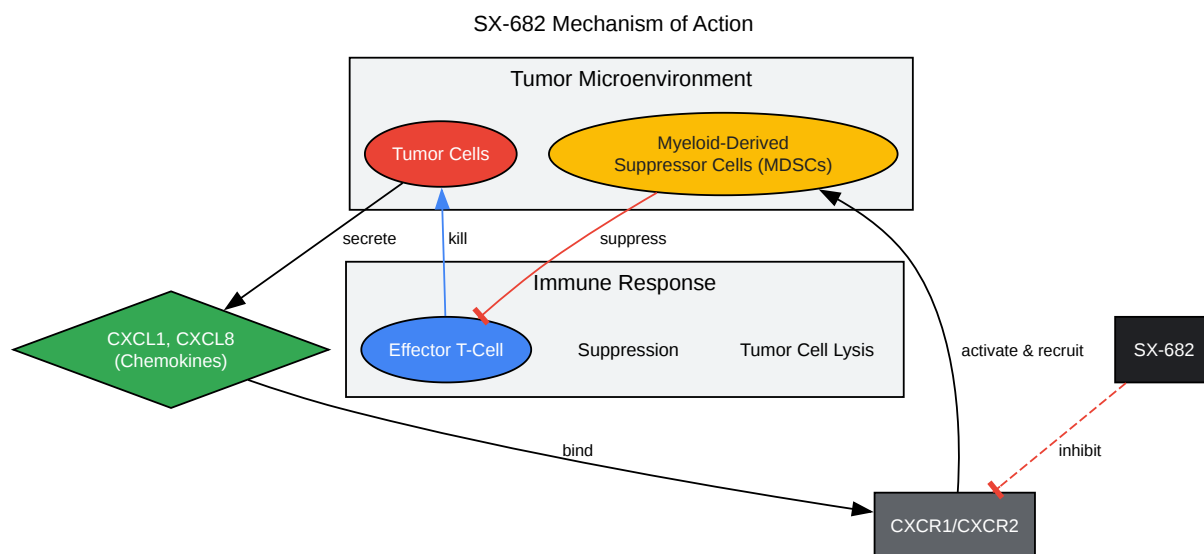 SX-682 Mechanism of Action
Tumor Microenvironment
Tumor Cells
Myeloid-Derived
Suppressor Cells (MDSCs)
secrete
kill
suppress
Immune Response
CXCL1, CXCL8
(Chemokines)
Effector T-Cell
Suppression
Tumor Cell Lysis
activate & recruit
SX-682
bind
inhibit
CXCR1/CXCR2